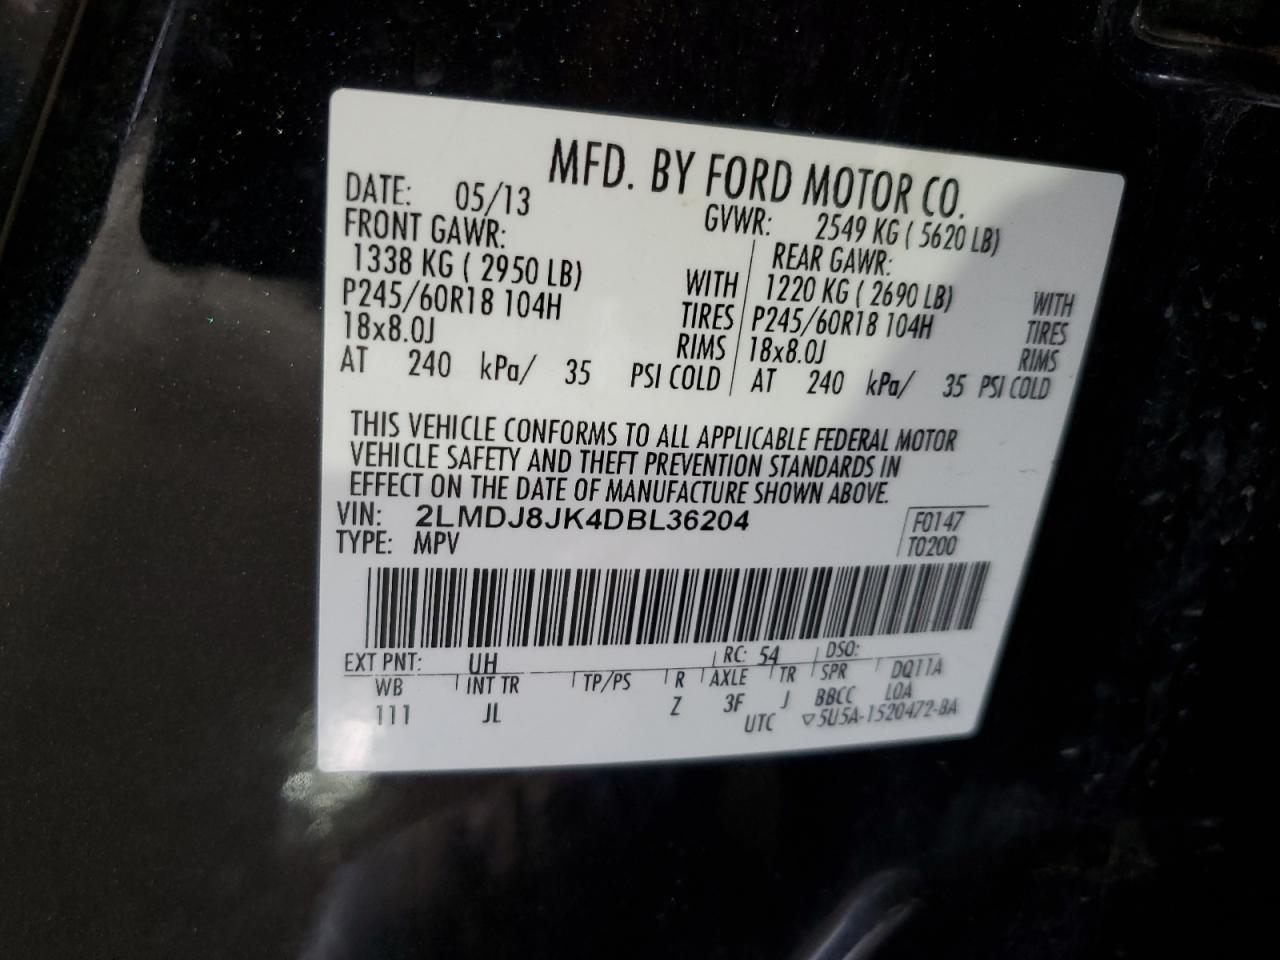 MFD. BY FORD MOTOR CO.
DATE: 05/13 GVWR: 2549 KG ( 5620 LB)
FRONT GAWR: REAR GAWR:
1338 KG ( 2950 LB) WITH 1220 KG ( 2690 LB) WITH
P245/60R18 104H TIRES P245/60R18 104H TIRES
18x8.0J RIMS 18x8.0J RIMS
AT 240 kPa/ 35 PSI COLD AT 240 kPa/ 35 PSI COLD
THIS VEHICLE CONFORMS TO ALL APPLICABLE FEDERAL MOTOR
VEHICLE SAFETY AND THEFT PREVENTION STANDARDS IN
EFFECT ON THE DATE OF MANUFACTURE SHOWN ABOVE.
VIN: 2LMDJ8JK4DBL36204 F0147
TYPE: MPV T0200
EXT PNT: UH RC: 54 DSO:
WB INT TR TP/PS R AXLE TR SPR DQ11A
111 JL Z 3F J BBCC LOA
UTC ▽5U5A-1520472-BA